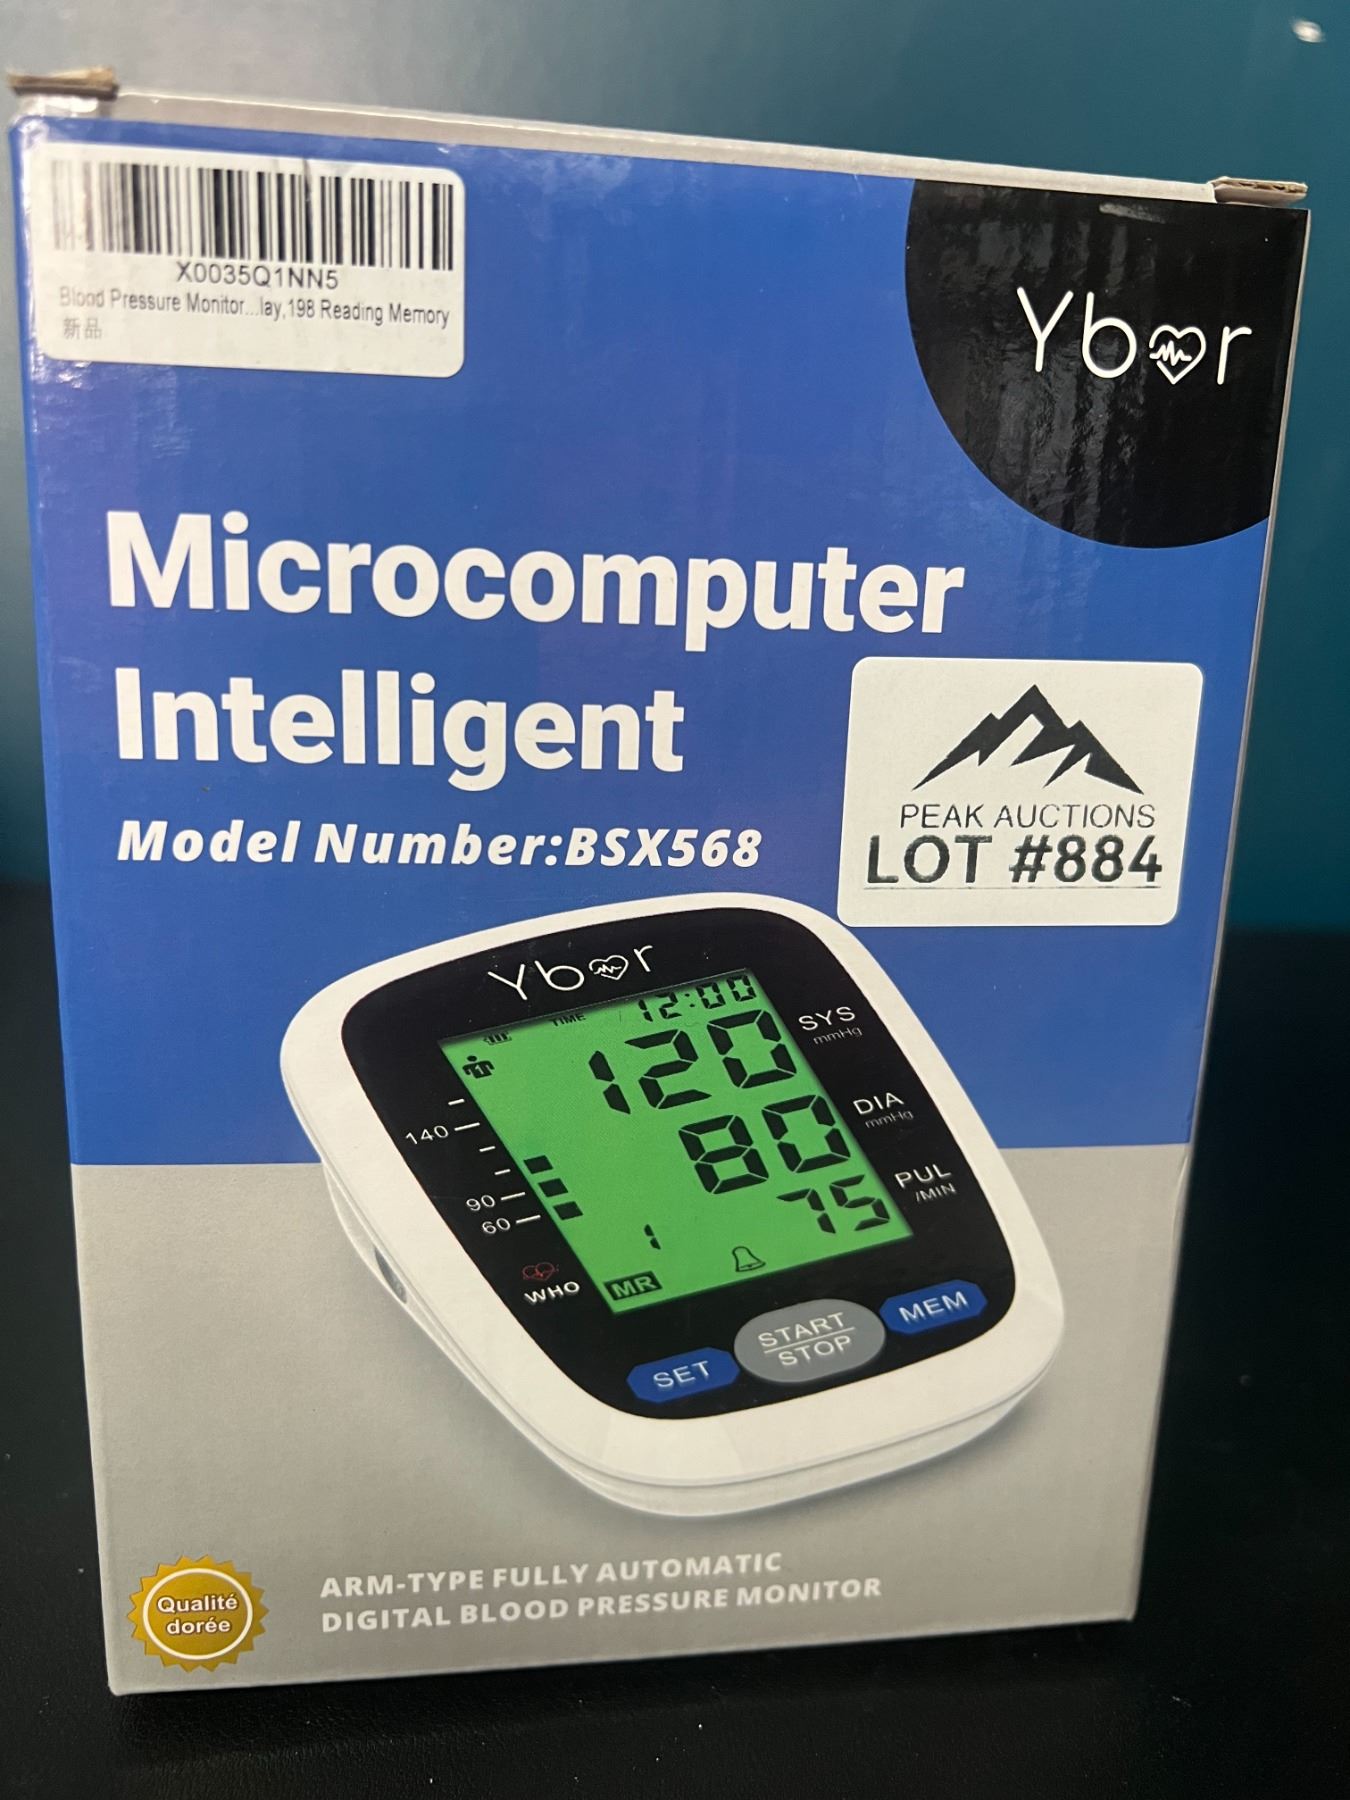 X0035Q1NN5
Blood Pressure Monitor...lay,198 Reading Memory
新品
Ybor
Microcomputer
Intelligent
Model Number:BSX568
PEAK AUCTIONS
LOT #884
Ybor
TIME 12:00
120
SYS
mmHg
140
80
DIA
mmHg
90
60
75
PUL
/MIN
1
WHO
MR
SET
START
STOP
MEM
Qualité
dorée
ARM-TYPE FULLY AUTOMATIC
DIGITAL BLOOD PRESSURE MONITOR